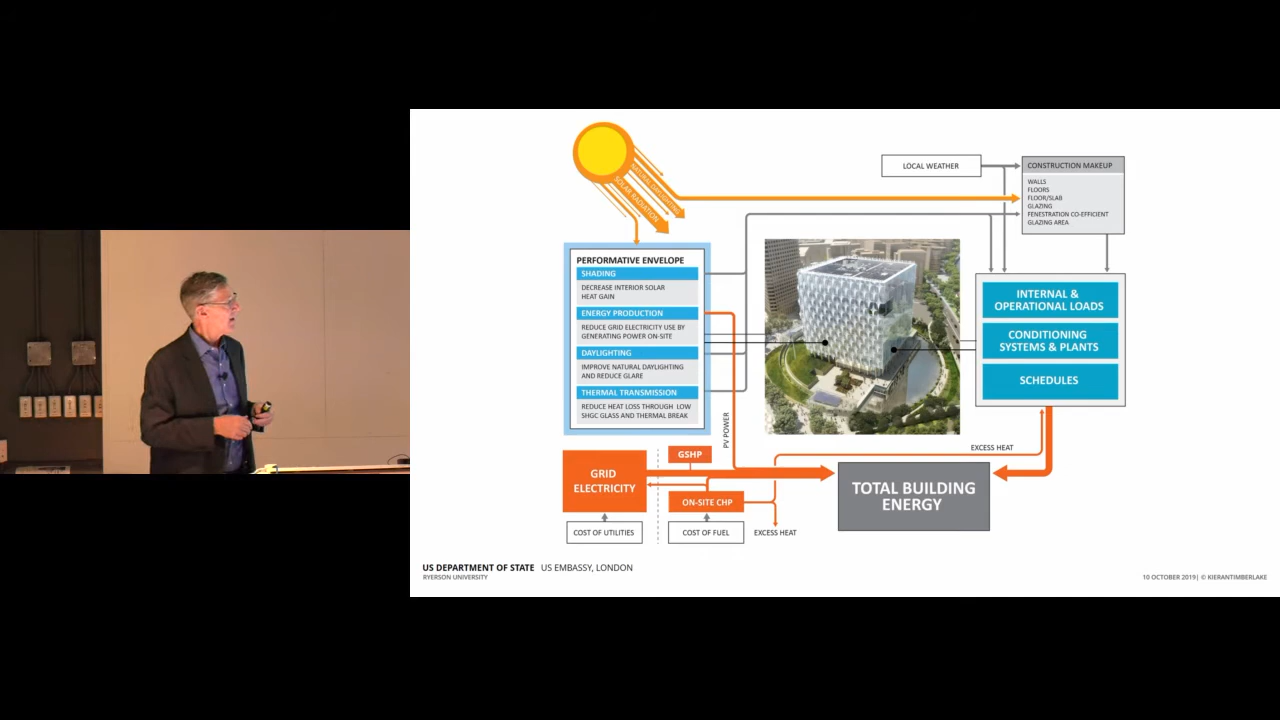 NATURAL DAYLIGHTING
SOLAR RADIATION
LOCAL WEATHER
CONSTRUCTION MAKEUP
WALLS
FLOORS
FLOOR/SLAB
GLAZING
FENESTRATION CO-EFFICIENT
GLAZING AREA
PERFORMATIVE ENVELOPE
SHADING
DECREASE INTERIOR SOLAR
HEAT GAIN
ENERGY PRODUCTION
REDUCE GRID ELECTRICITY USE BY
GENERATING POWER ON-SITE
DAYLIGHTING
IMPROVE NATURAL DAYLIGHTING
AND REDUCE GLARE
THERMAL TRANSMISSION
REDUCE HEAT LOSS THROUGH LOW
SHGC GLASS AND THERMAL BREAK
INTERNAL &
OPERATIONAL LOADS
CONDITIONING
SYSTEMS & PLANTS
SCHEDULES
PV POWER
EXCESS HEAT
GRID
ELECTRICITY
GSHP
ON-SITE CHP
TOTAL BUILDING
ENERGY
COST OF UTILITIES
COST OF FUEL
EXCESS HEAT
US DEPARTMENT OF STATE US EMBASSY, LONDON
RYERSON UNIVERSITY
10 OCTOBER 2019| © KIERANTIMBERLAKE